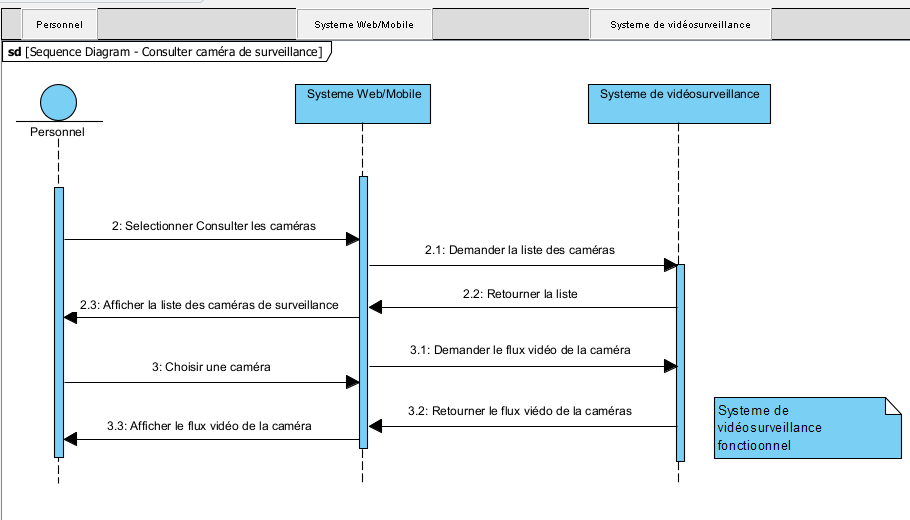 Personnel
Systeme Web/Mobile
Systeme de vidéosurveillance
sd [Sequence Diagram - Consulter caméra de surveillance]
Systeme Web/Mobile
Systeme de vidéosurveillance
Personnel
2: Selectionner Consulter les caméras
2.1: Demander la liste des caméras
2.2: Retourner la liste
2.3: Afficher la liste des caméras de surveillance
3.1: Demander le flux vidéo de la caméra
3: Choisir une caméra
3.2: Retourner le flux viédo de la caméras
3.3: Afficher le flux vidéo de la caméra
Systeme de
vidéosurveillance
fonctioonnel